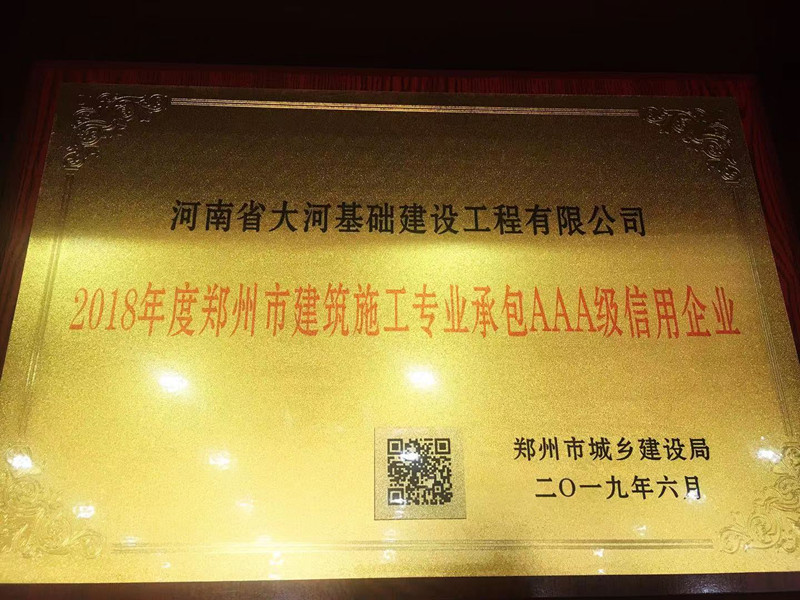 河南省大河基础建设工程有限公司
2018年度郑州市建筑施工专业承包AAA级信用企业
郑州市城乡建设局
二〇一九年六月